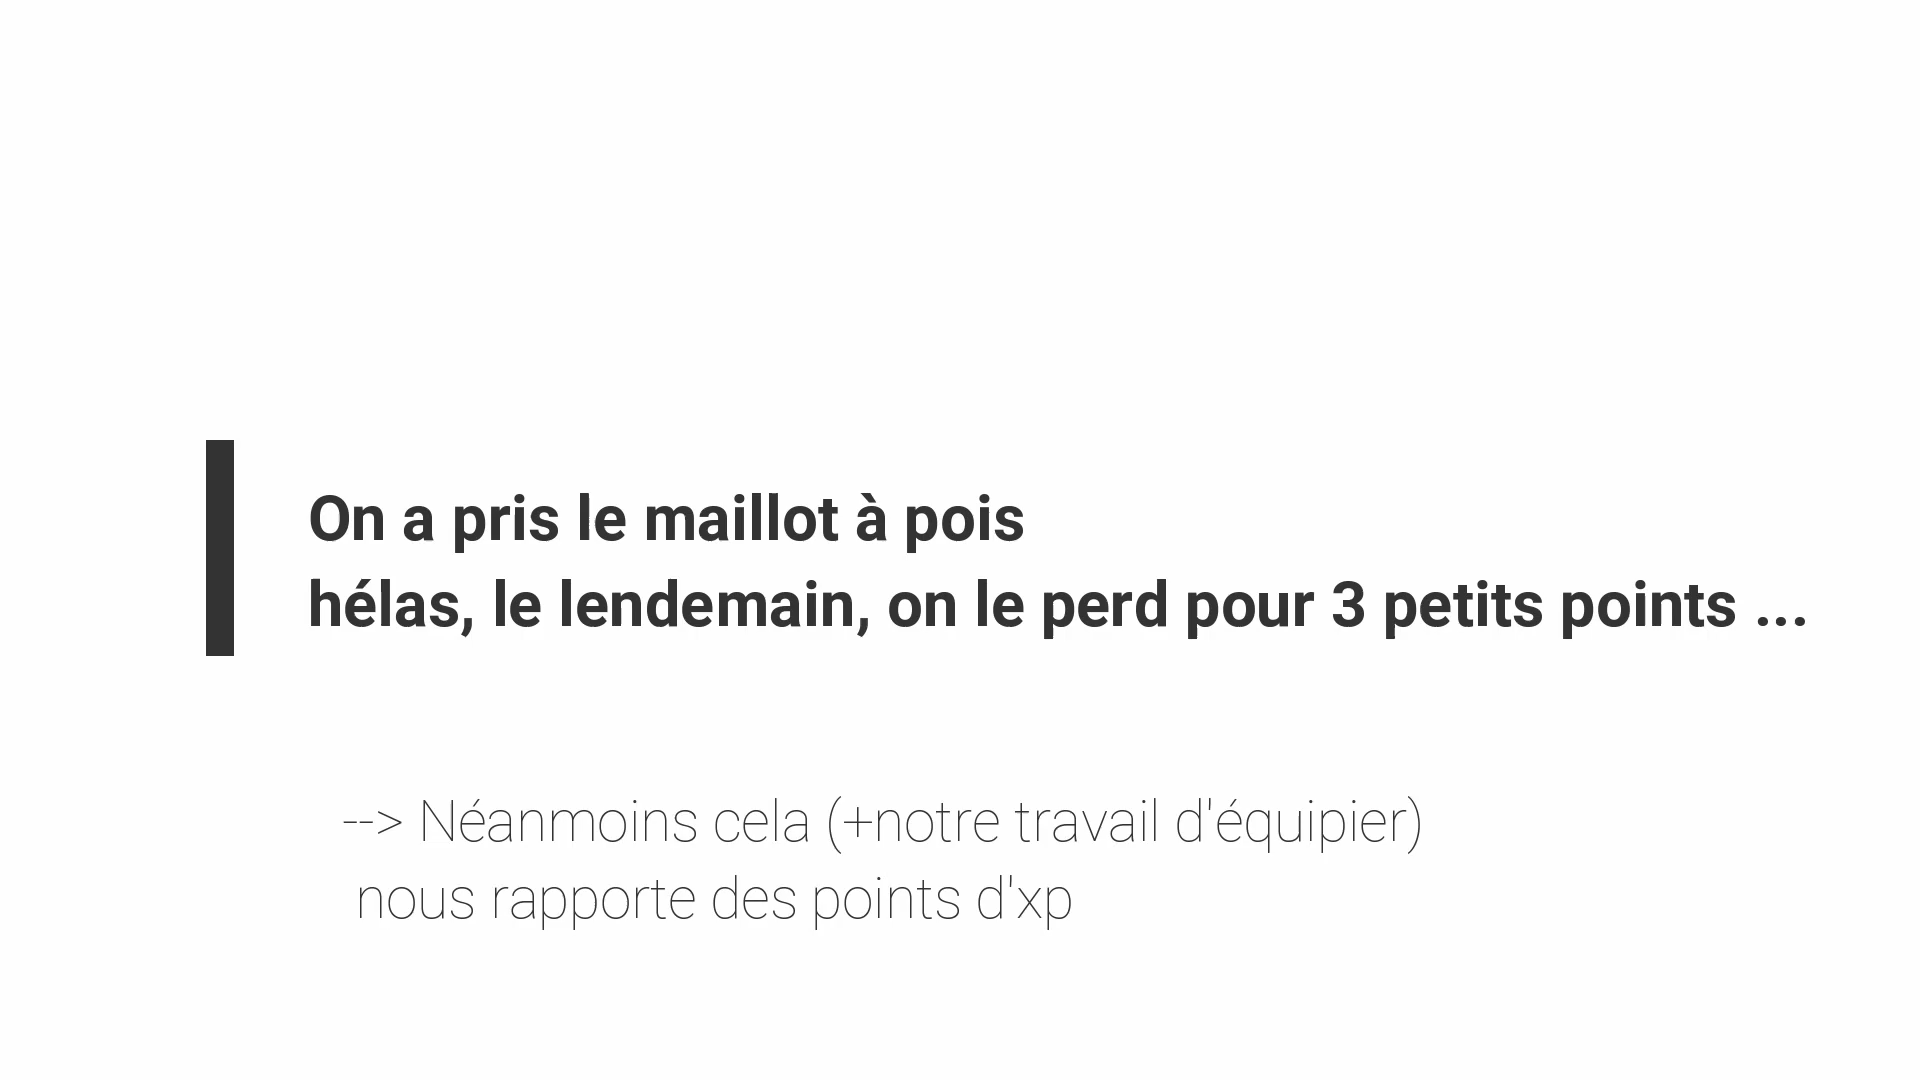 On a pris le maillot à pois
hélas, le lendemain, on le perd pour 3 petits points ...
--> Néanmoins cela (+notre travail d'équipier)
nous rapporte des points d'xp